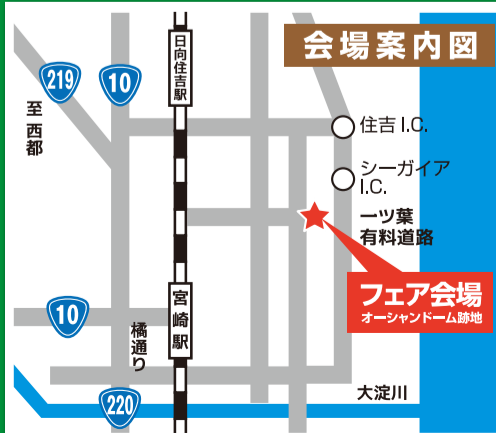 会場案内図
219
10
日向住吉駅
至 西都
住吉 I.C.
シーガイア
I.C.
一ツ葉
有料道路
フェア会場
オーシャンドーム跡地
10
橘通り
宮崎駅
大淀川
220